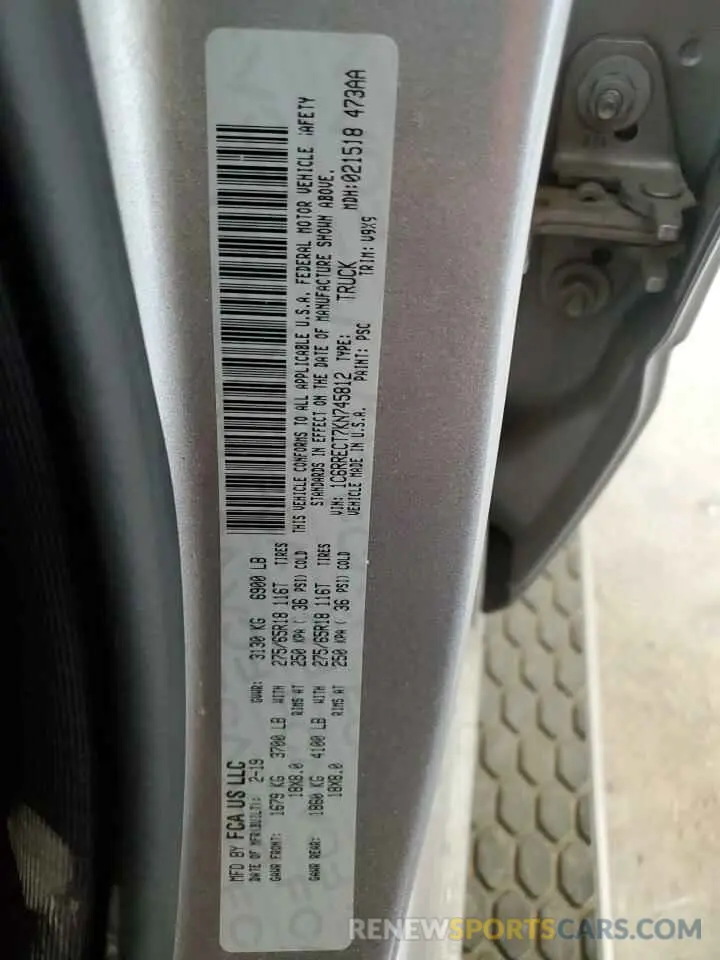 MFD BY FCA US LLC
DATE OF MFR(BUILT): 2-19
GVWR: 3130 KG 6900 LB
GAWR FRONT: 1679 KG 3700 LB WITH 275/65R18 116T TIRES
18X8.0 RIMS AT 250 KPA ( 36 PSI) COLD
GAWR REAR: 1860 KG 4100 LB WITH 275/65R18 116T TIRES
18X8.0 RIMS AT 250 KPA ( 36 PSI) COLD
THIS VEHICLE CONFORMS TO ALL APPLICABLE U.S.A. FEDERAL MOTOR VEHICLE SAFETY
STANDARDS IN EFFECT ON THE DATE OF MANUFACTURE SHOWN ABOVE.
VIN: 1C6RRECT7KN745812 TYPE: TRUCK MDH:021518 473AA
VEHICLE MADE IN U.S.A. PAINT: PSC TRIM: V9X9
RENEWSPORTSCARS.COM